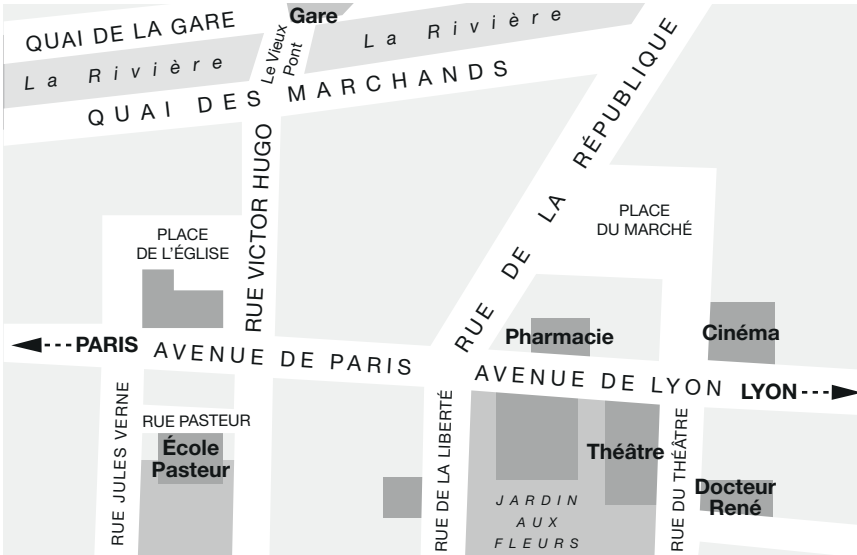 Gare
QUAI DE LA GARE
La Rivière
La Rivière
Le Vieux
Pont
QUAI DES MARCHANDS
RUE DE LA RÉPUBLIQUE
RUE VICTOR HUGO
PLACE
DE L'ÉGLISE
PLACE
DU MARCHÉ
PARIS
AVENUE DE PARIS
Pharmacie
Cinéma
AVENUE DE LYON
LYON
RUE JULES VERNE
RUE PASTEUR
École
Pasteur
RUE DE LA LIBERTÉ
Théâtre
RUE DU THÉÂTRE
Docteur
René
JARDIN
AUX
FLEURS